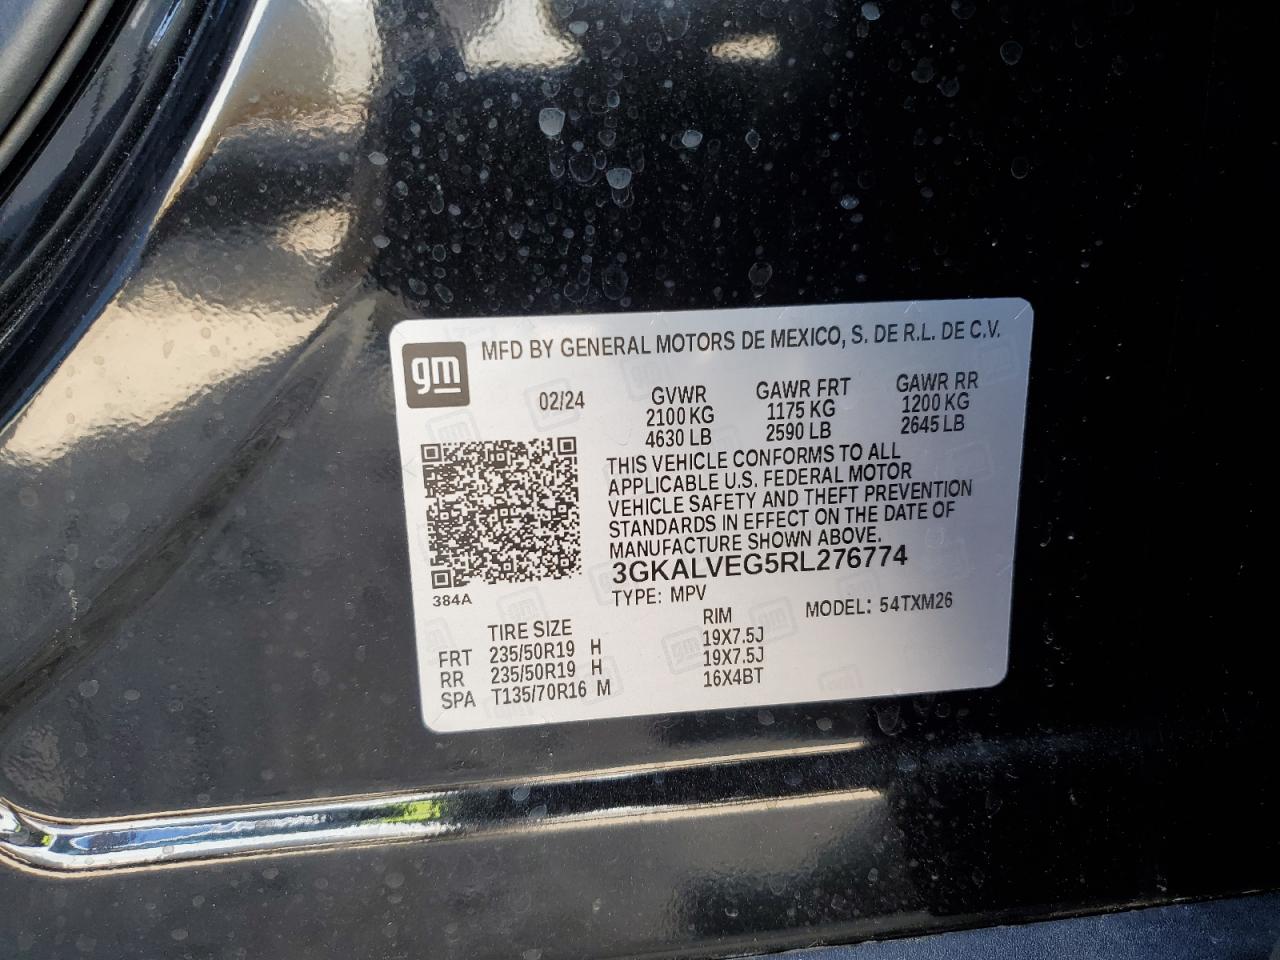 gm
MFD BY GENERAL MOTORS DE MEXICO, S. DE R.L. DE C.V.
02/24 GVWR GAWR FRT GAWR RR
2100 KG 1175 KG 1200 KG
4630 LB 2590 LB 2645 LB
THIS VEHICLE CONFORMS TO ALL
APPLICABLE U.S. FEDERAL MOTOR
VEHICLE SAFETY AND THEFT PREVENTION
STANDARDS IN EFFECT ON THE DATE OF
MANUFACTURE SHOWN ABOVE.
3GKALVEG5RL276774
384A
TYPE: MPV MODEL: 54TXM26
TIRE SIZE RIM
FRT 235/50R19 H 19X7.5J
RR 235/50R19 H 19X7.5J
SPA T135/70R16 M 16X4BT